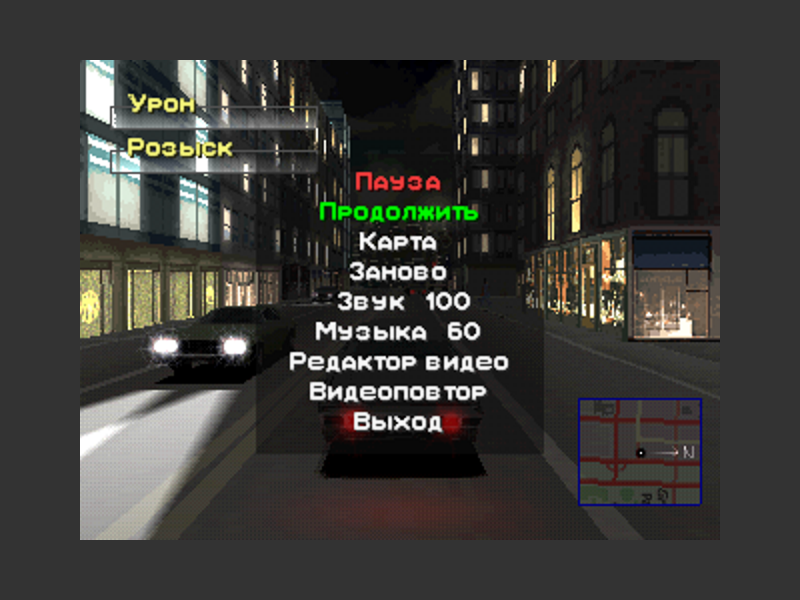 Урон
Розыск
Пауза
Продолжить
Карта
Заново
Звук 100
Музыка 60
Редактор видео
Видеоповтор
Выход
N